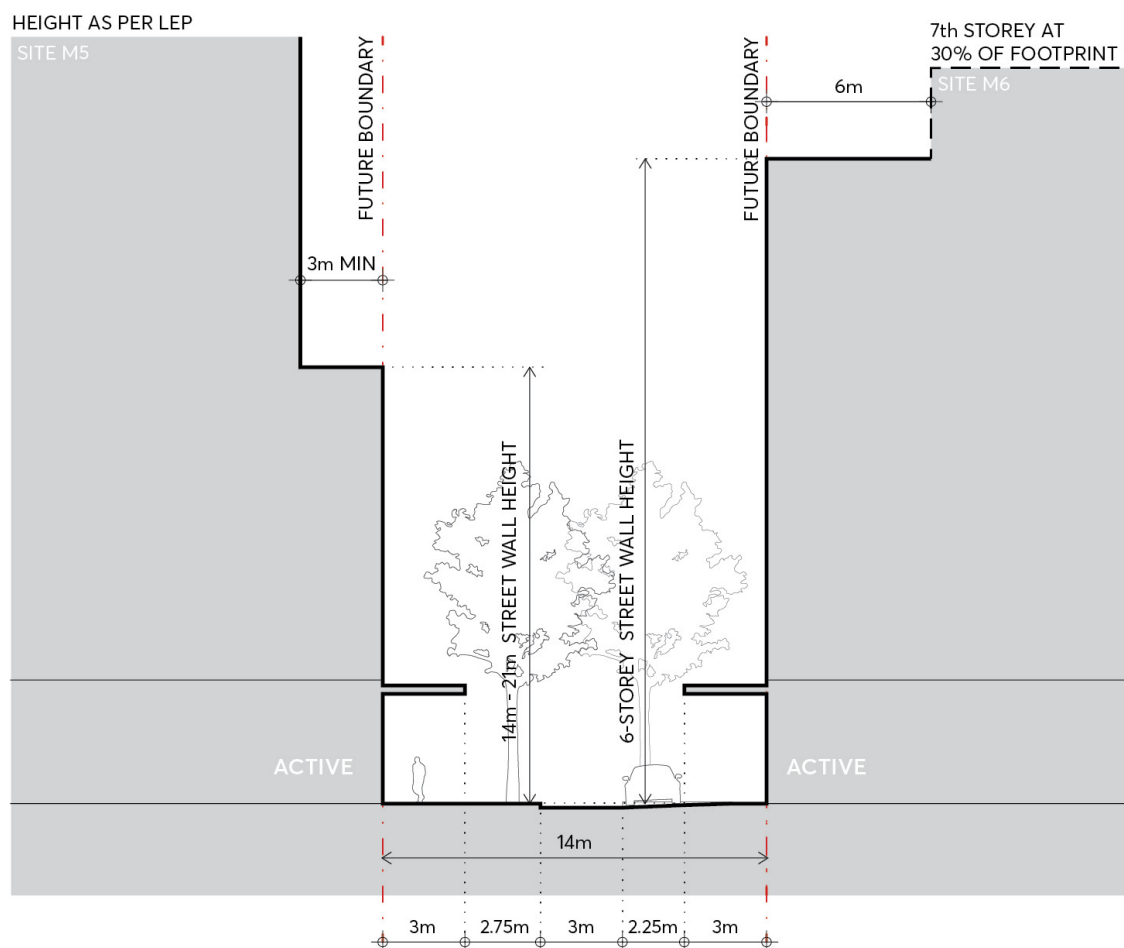 HEIGHT AS PER LEP
SITE M5
FUTURE BOUNDARY
FUTURE BOUNDARY
7th STOREY AT
30% OF FOOTPRINT
SITE M6
6m
3m MIN
14m - 21m STREET WALL HEIGHT
6-STOREY STREET WALL HEIGHT
ACTIVE
ACTIVE
14m
3m
2.75m
3m
2.25m
3m